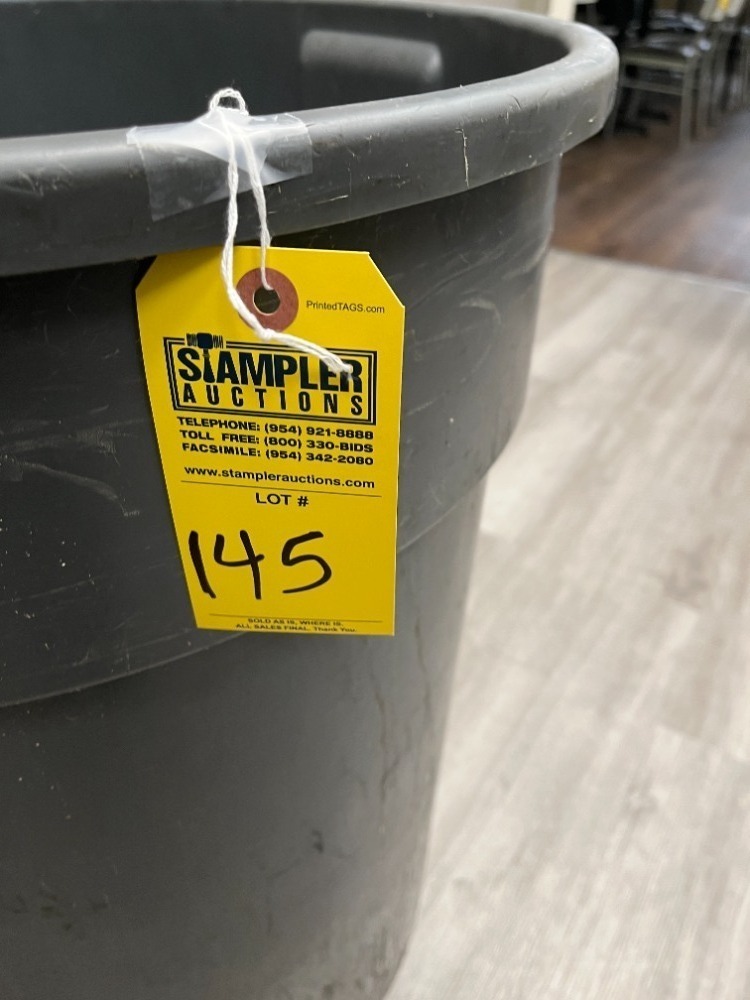 PrintedTAGS.com
STAMPLER
AUCTIONS
TELEPHONE: (954) 921-8888
TOLL FREE: (800) 330-BIDS
FACSIMILE: (954) 342-2080
www.stamplerauctions.com
LOT #
145
SOLD AS IS, WHERE IS.
ALL SALES FINAL. Thank You.